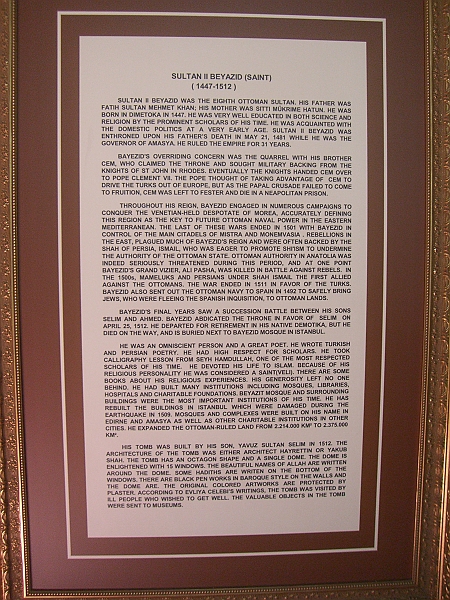 SULTAN II BEYAZID (SAINT)
( 1447-1512 )
SULTAN II BEYAZID WAS THE EIGHTH OTTOMAN SULTAN. HIS FATHER WAS
FATIH SULTAN MEHMET KHAN; HIS MOTHER WAS SITTI MÜKRIME HATUN. HE WAS
BORN IN DIMETOKA IN 1447. HE WAS VERY WELL EDUCATED IN BOTH SCIENCE AND
RELIGION BY THE PROMINENT SCHOLARS OF HIS TIME. HE WAS ACQUAINTED WITH
THE DOMESTIC POLITICS AT A VERY EARLY AGE. SULTAN II BEYAZID WAS
ENTHRONED UPON HIS FATHER'S DEATH IN MAY 21, 1481 WHILE HE WAS THE
GOVERNOR OF AMASYA. HE RULED THE EMPIRE FOR 31 YEARS.
BAYEZID'S OVERRIDING CONCERN WAS THE QUARREL WITH HIS BROTHER
CEM, WHO CLAIMED THE THRONE AND SOUGHT MILITARY BACKING FROM THE
KNIGHTS OF ST JOHN IN RHODES. EVENTUALLY THE KNIGHTS HANDED CEM OVER
TO POPE CLEMENT VII. THE POPE THOUGHT OF TAKING ADVANTAGE OF CEM TO
DRIVE THE TURKS OUT OF EUROPE, BUT AS THE PAPAL CRUSADE FAILED TO COME
TO FRUITION, CEM WAS LEFT TO FESTER AND DIE IN A NEAPOLITAN PRISON.
THROUGHOUT HIS REIGN, BAYEZID ENGAGED IN NUMEROUS CAMPAIGNS TO
CONQUER THE VENETIAN-HELD DESPOTATE OF MOREA, ACCURATELY DEFINING
THIS REGION AS THE KEY TO FUTURE OTTOMAN NAVAL POWER IN THE EASTERN
MEDITERRANEAN. THE LAST OF THESE WARS ENDED IN 1501 WITH BAYEZID IN
CONTROL OF THE MAIN CITADELS OF MISTRA AND MONEMVASIA . REBELLIONS IN
THE EAST, PLAGUED MUCH OF BAYEZID'S REIGN AND WERE OFTEN BACKED BY THE
SHAH OF PERSIA, ISMAIL, WHO WAS EAGER TO PROMOTE SHI'ISM TO UNDERMINE
THE AUTHORITY OF THE OTTOMAN STATE. OTTOMAN AUTHORITY IN ANATOLIA WAS
INDEED SERIOUSLY THREATENED DURING THIS PERIOD, AND AT ONE POINT
BAYEZID'S GRAND VIZIER, ALI PASHA, WAS KILLED IN BATTLE AGAINST REBELS. IN
THE 1500s, MAMELUKS AND PERSIANS UNDER SHAH ISMAIL THE FIRST ALLIED
AGAINST THE OTTOMANS. THE WAR ENDED IN 1511 IN FAVOR OF THE TURKS.
BAYEZID ALSO SENT OUT THE OTTOMAN NAVY TO SPAIN IN 1492 TO SAFELY BRING
JEWS, WHO WERE FLEEING THE SPANISH INQUISITION, TO OTTOMAN LANDS.
BAYEZID'S FINAL YEARS SAW A SUCCESSION BATTLE BETWEEN HIS SONS
SELIM AND AHMED. BAYEZID ABDICATED THE THRONE IN FAVOR OF SELIM ON
APRIL 25, 1512. HE DEPARTED FOR RETIREMENT IN HIS NATIVE DEMOTIKA, BUT HE
DIED ON THE WAY, AND IS BURIED NEXT TO BAYEZID MOSQUE IN ISTANBUL.
HE WAS AN OMNISCIENT PERSON AND A GREAT POET. HE WROTE TURKISH
AND PERSIAN POETRY. HE HAD HIGH RESPECT FOR SCHOLARS. HE TOOK
CALLIGRAPHY LESSON FROM SEYH HAMDULLAH, ONE OF THE MOST RESPECTED
SCHOLARS OF HIS TIME. HE DEVOTED HIS LIFE TO ISLAM. BECAUSE OF HIS
RELIGIOUS PERSONALITY HE WAS CONSIDERED A SAINT(VELI). THERE ARE SOME
BOOKS ABOUT HIS RELIGIOUS EXPERIENCES. HIS GENEROSITY LEFT NO ONE
BEHIND. HE HAD BUILT MANY INSTITUTIONS INCLUDING MOSQUES, LIBRARIES,
HOSPITALS AND CHARITABLE FOUNDATIONS. BEYAZIT MOSQUE AND SURROUNDING
BUILDINGS WERE THE MOST IMPORTANT INSTITUTIONS OF HIS TIME. HE HAS
REBUILT THE BUILDINGS IN ISTANBUL WHICH WERE DAMAGED DURING THE
EARTHQUAKE IN 1509. MOSQUES AND COMPLEXES WERE BUILT ON HIS NAME IN
EDIRNE AND AMASYA AS WELL AS OTHER CHARITABLE INSTITUTIONS IN OTHER
CITIES. HE EXPANDED THE OTTOMAN-RULED LAND FROM 2.214.000 KM² TO 2.375.000
KM².
HIS TOMB WAS BUILT BY HIS SON, YAVUZ SULTAN SELIM IN 1512. THE
ARCHITECTURE OF THE TOMB WAS EITHER ARCHITECT HAYRETTIN OR YAKUB
SHAH. THE TOMB HAS AN OCTAGON SHAPE AND A SINGLE DOME. THE DOME IS
ENLIGHTENED WITH 15 WINDOWS. THE BEAUTIFUL NAMES OF ALLAH ARE WRITTEN
AROUND THE DOME. SOME HADITHS ARE WRITEN ON THE BOTTOM OF THE
WINDOWS. THERE ARE BLACK PEN WORKS IN BAROQUE STYLE ON THE WALLS AND
THE DOME ARE. THE ORIGINAL COLORED ARTWORKS ARE PROTECTED BY
PLASTER. ACCORDING TO EVLIYA CELEBI'S WRITINGS, THE TOMB WAS VISITED BY
ILL PEOPLE WHO WISHED TO GET WELL. THE VALUABLE OBJECTS IN THE TOMB
WERE SENT TO MUSEUMS.